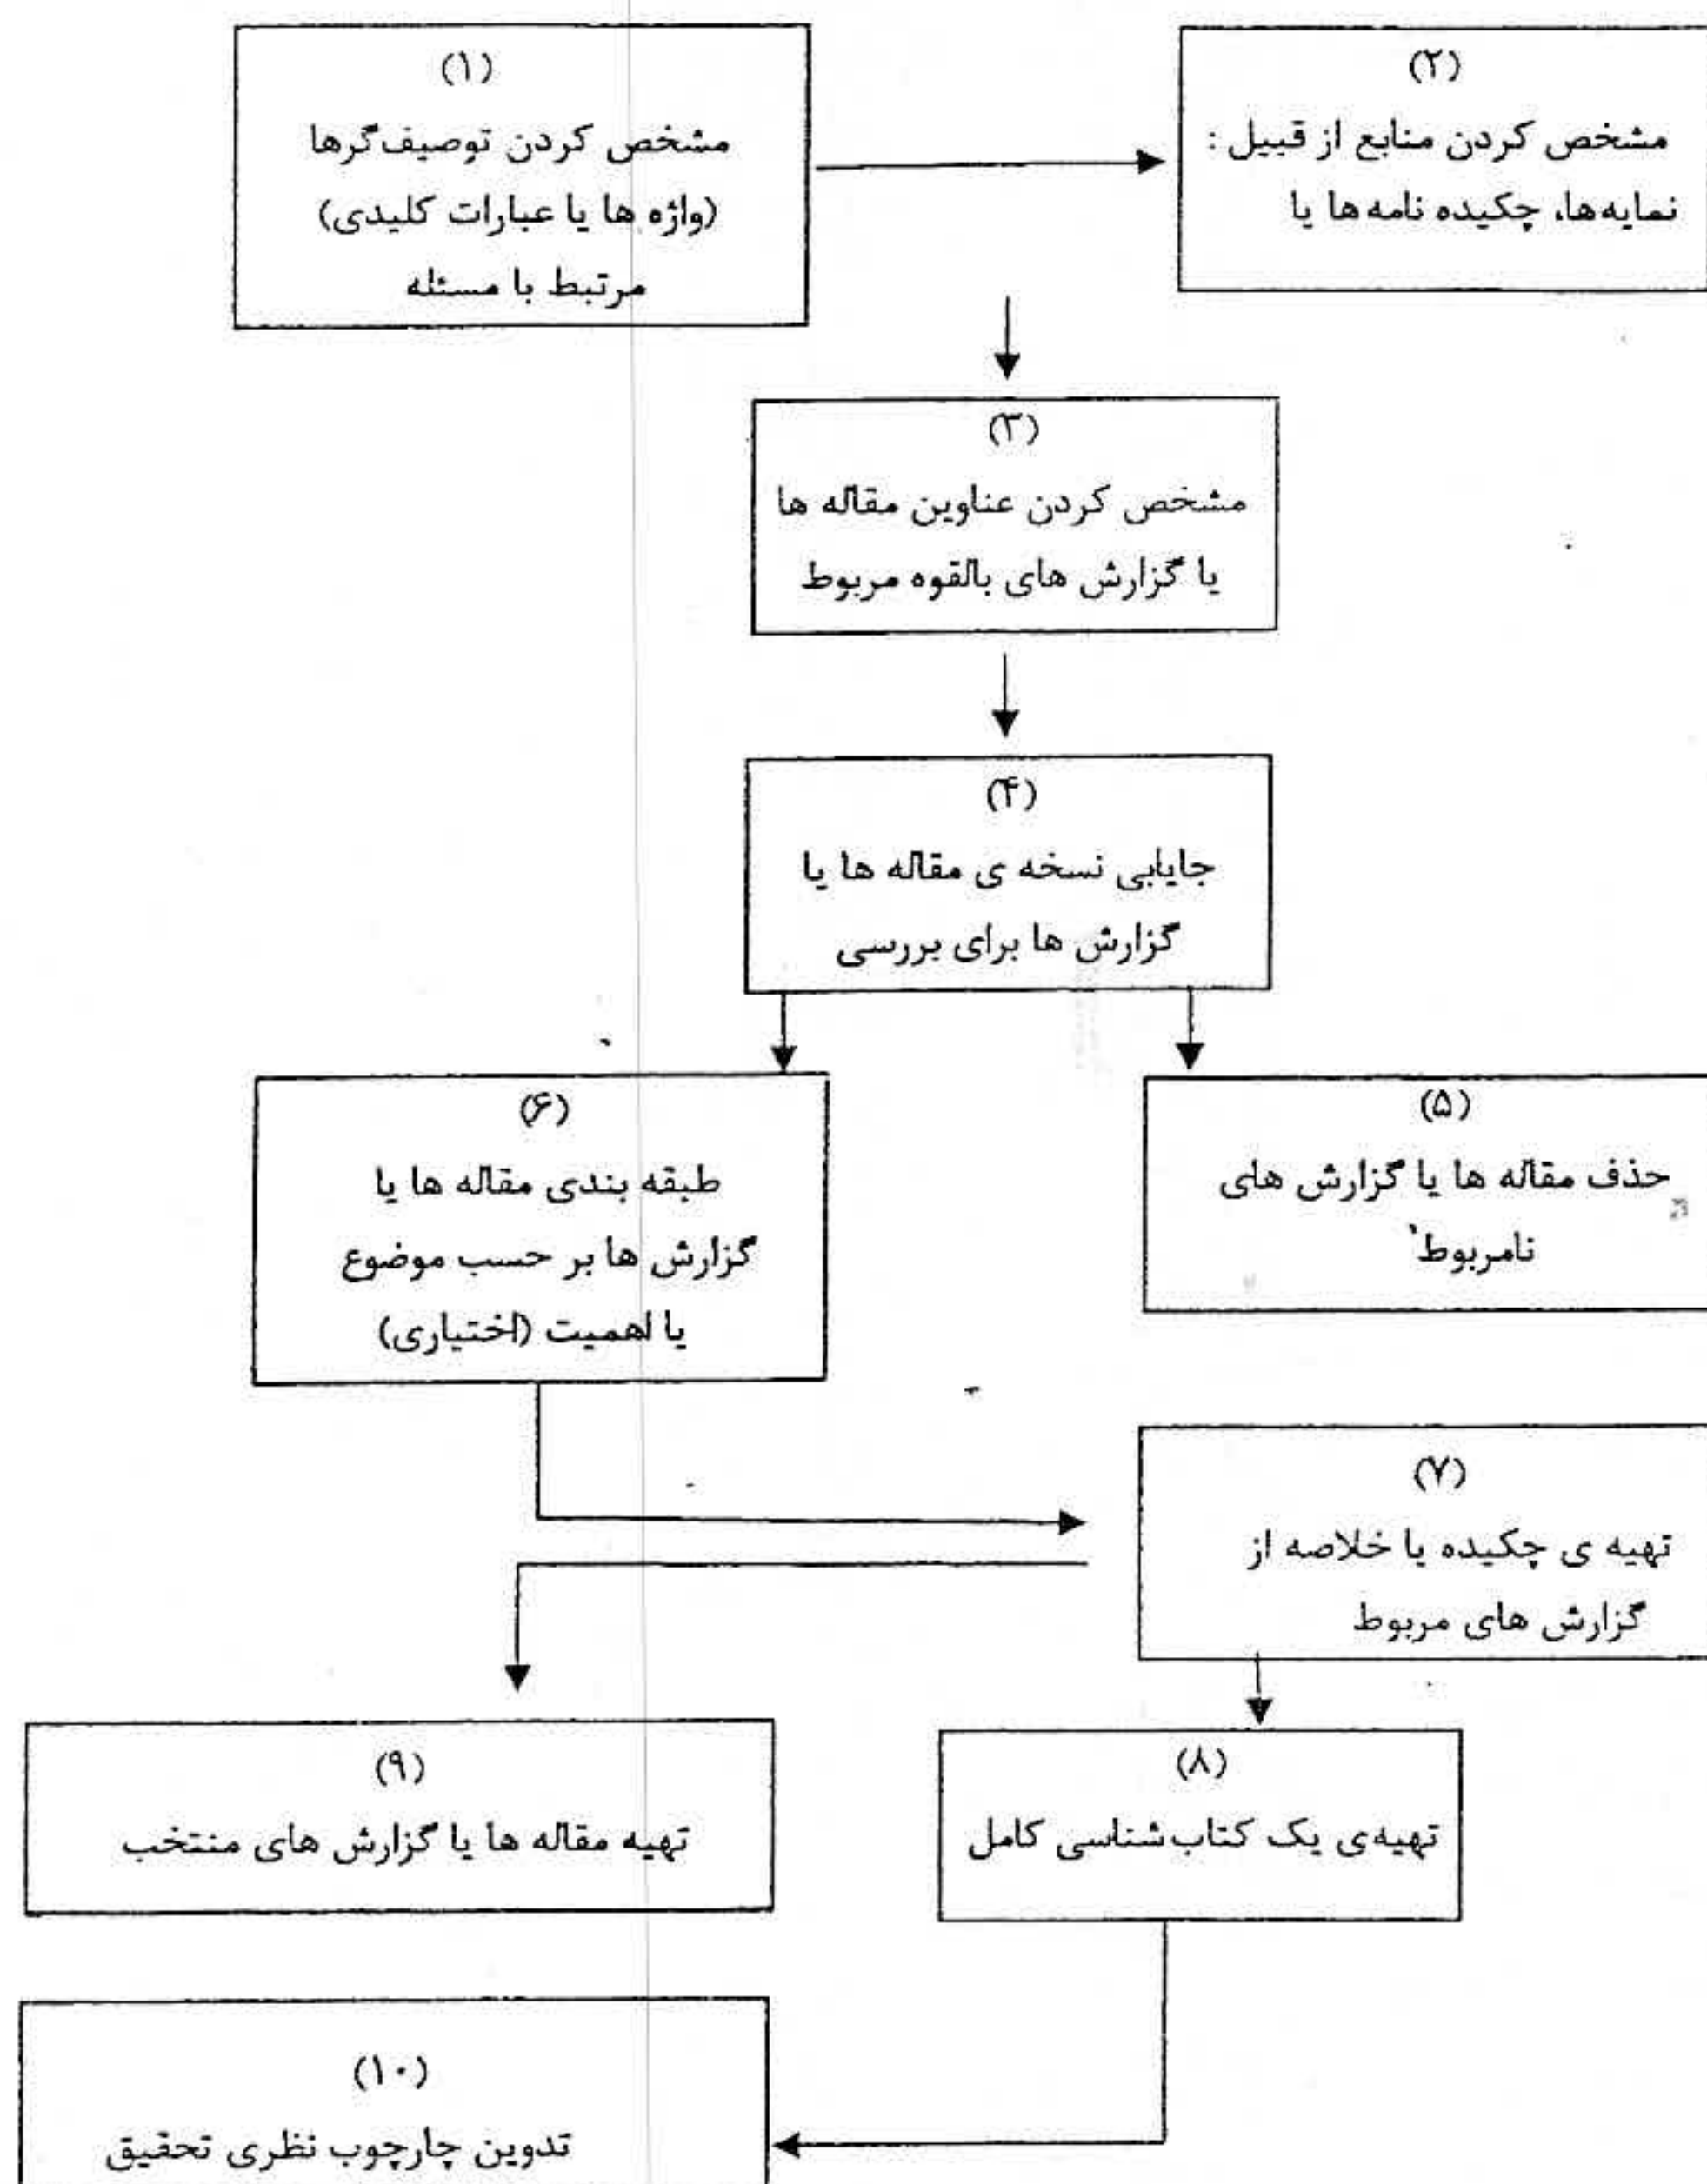 (۱)
مشخص کردن توصیف‌گرها
(واژه ها یا عبارات کلیدی)
مرتبط با مسئله
(۲)
مشخص کردن منابع از قبیل :
نمایه‌ها، چکیده نامه‌ها یا
(۳)
مشخص کردن عناوین مقاله ها
یا گزارش های بالقوه مربوط
(۴)
جایابی نسخه ی مقاله ها یا
گزارش ها برای بررسی
(۵)
حذف مقاله ها یا گزارش های
نامربوط
(۶)
طبقه بندی مقاله ها یا
گزارش ها بر حسب موضوع
یا اهمیت (اختیاری)
(۷)
تهیه ی چکیده یا خلاصه از
گزارش های مربوط
(۸)
تهیه‌ی یک کتاب‌شناسی کامل
(۹)
تهیه مقاله ها یا گزارش های منتخب
(۱۰)
تدوین چارچوب نظری تحقیق